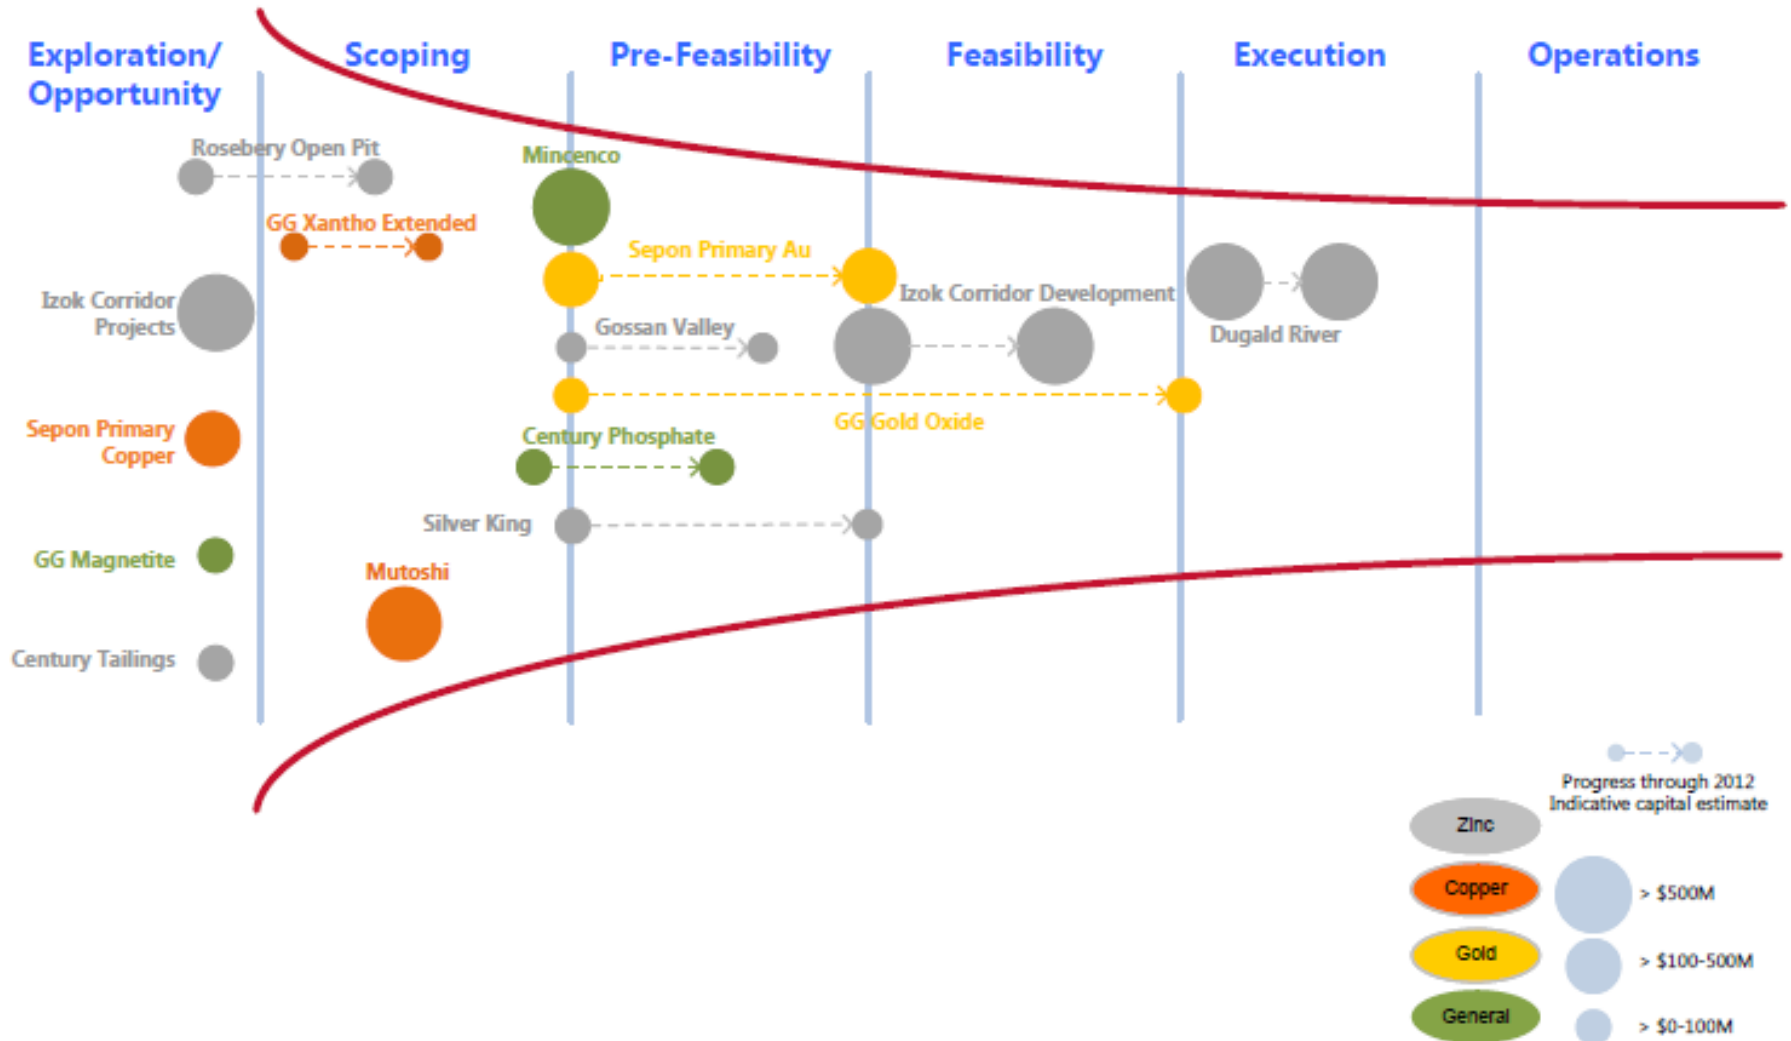 Exploration/
Opportunity
Scoping
Pre-Feasibility
Feasibility
Execution
Operations
Rosebery Open Pit
Mincenco
GG Xantho Extended
Sepon Primary Au
Izok Corridor
Projects
Izok Corridor Development
Gossan Valley
Dugald River
GG Gold Oxide
Sepon Primary
Copper
Century Phosphate
Silver King
GG Magnetite
Mutoshi
Century Tailings
Progress through 2012
Indicative capital estimate
Zinc
Copper
> $500M
Gold
> $100-500M
General
> $0-100M